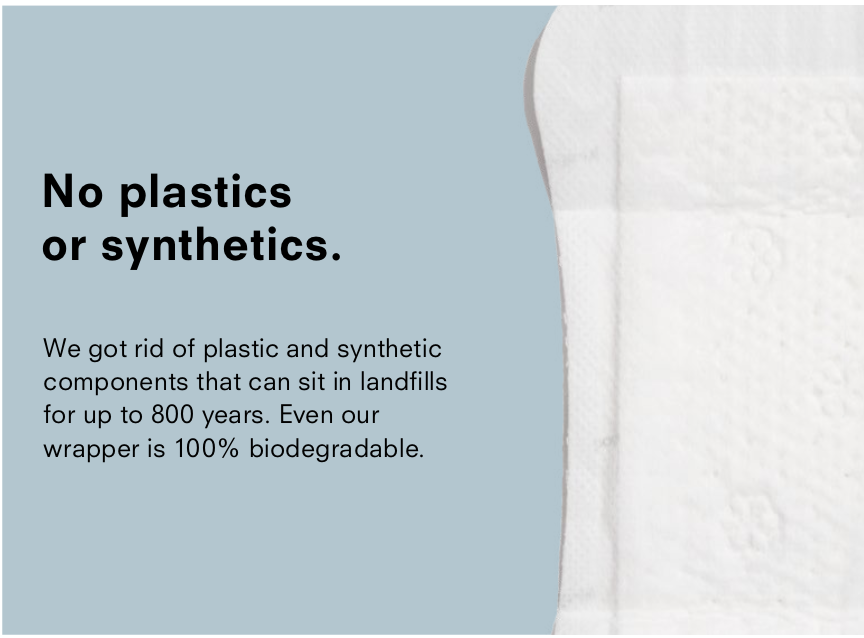 No plastics
or synthetics.
We got rid of plastic and synthetic
components that can sit in landfills
for up to 800 years. Even our
wrapper is 100% biodegradable.